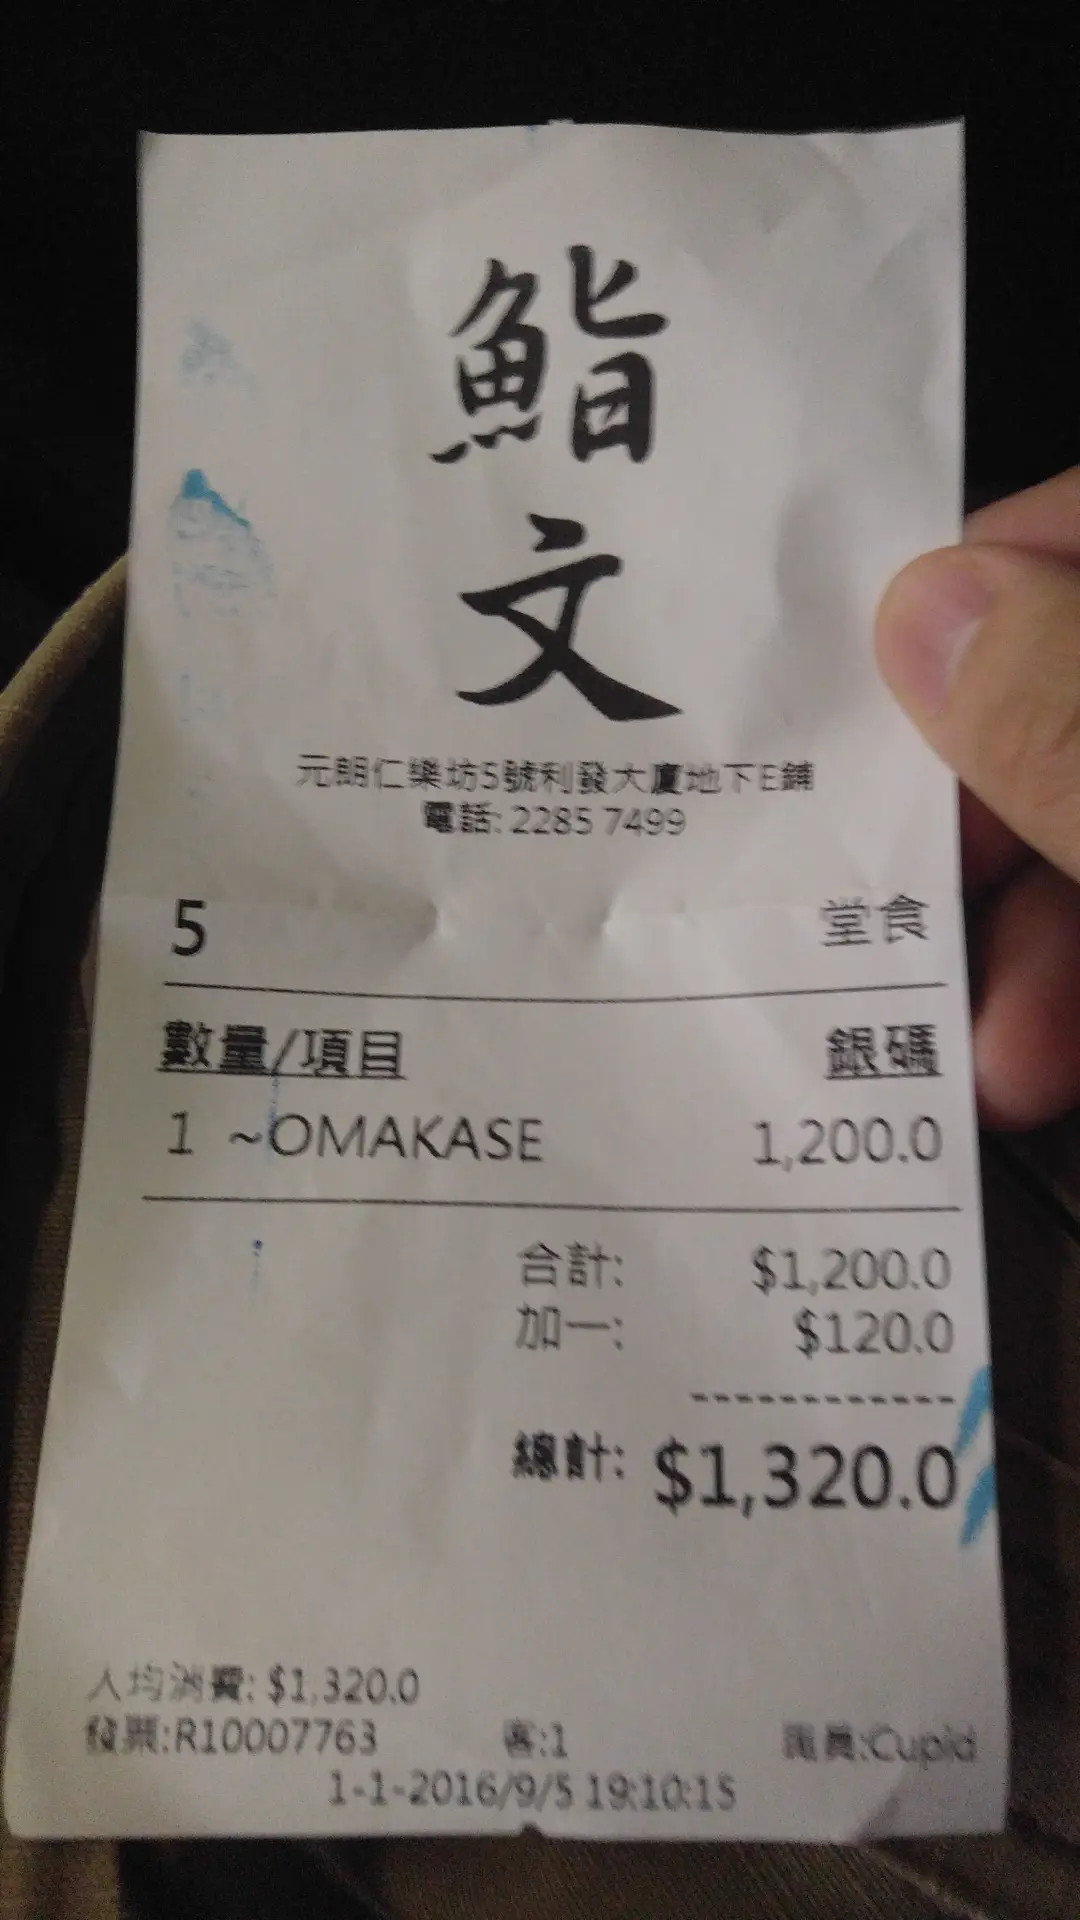 鮨
文
元朗仁樂坊5號利發大廈地下E鋪
電話: 2285 7499
5 堂食
數量/項目 銀碼
1 ~OMAKASE 1,200.0
合計: $1,200.0
加一: $120.0
------------
總計: $1,320.0
人均消費: $1,320.0
發票:R10007763 客:1 職員:Cupid
1-1-2016/9/5 19:10:15